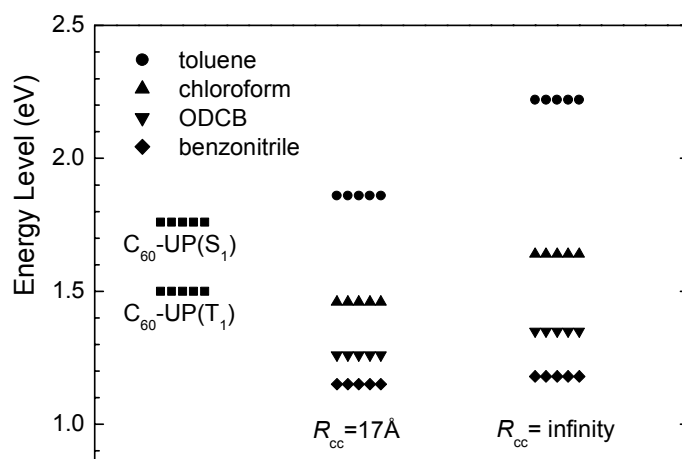 2.5
toluene
chloroform
ODCB
benzonitrile
2.0
Energy Level (eV)
C60-UP(S1)
1.5
C60-UP(T1)
1.0
Rcc=17Å
Rcc= infinity